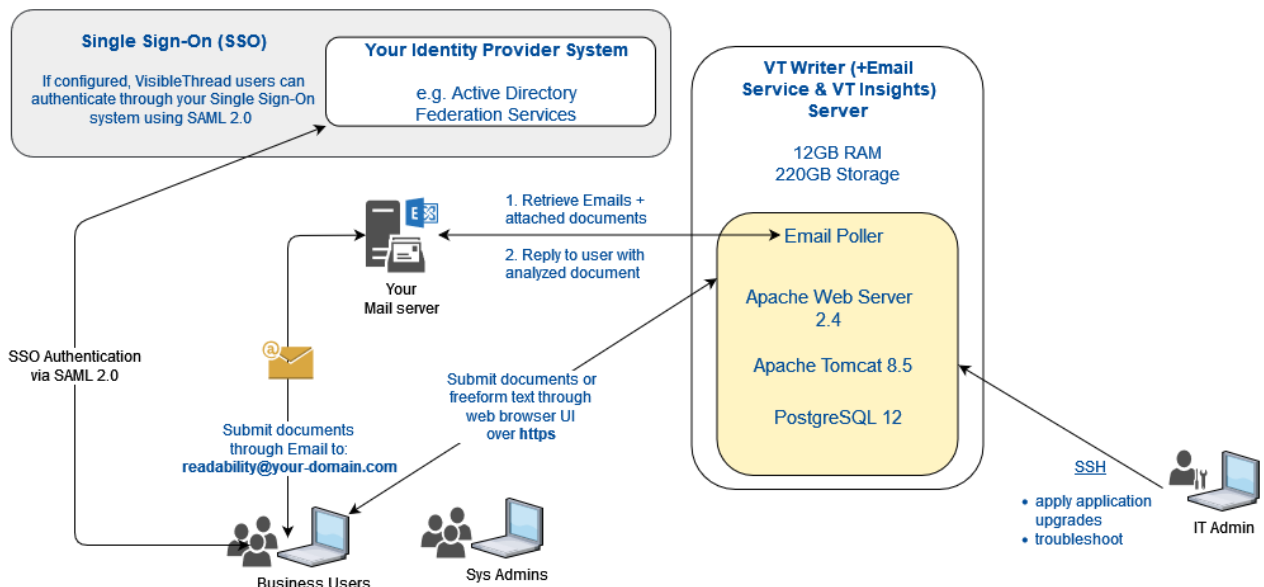 Single Sign-On (SSO)
If configured, VisibleThread users can
authenticate through your Single Sign-On
system using SAML 2.0
Your Identity Provider System
e.g. Active Directory
Federation Services
VT Writer (+Email
Service & VT Insights)
Server
12GB RAM
220GB Storage
1. Retrieve Emails +
attached documents
2. Reply to user with
analyzed document
E
Your
Mail server
Email Poller
Apache Web Server
2.4
Apache Tomcat 8.5
PostgreSQL 12
@
SSO Authentication
via SAML 2.0
Submit documents
through Email to:
readability@your-domain.com
Submit documents or
freeform text through
web browser UI
over https
SSH
• apply application
upgrades
• troubleshoot
IT Admin
Business Users
Sys Admins